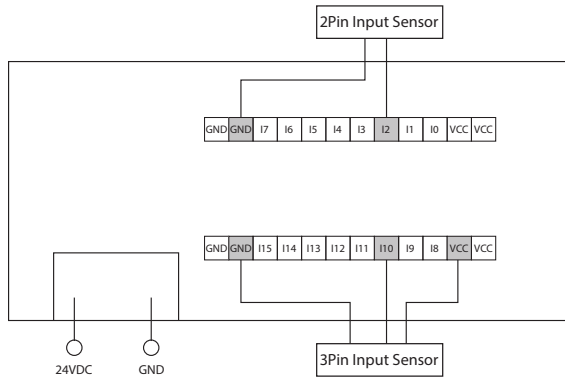 2Pin Input Sensor
GND GND I7 I6 I5 I4 I3 I2 I1 I0 VCC VCC
GND GND I15 I14 I13 I12 I11 I10 I9 I8 VCC VCC
24VDC GND
3Pin Input Sensor